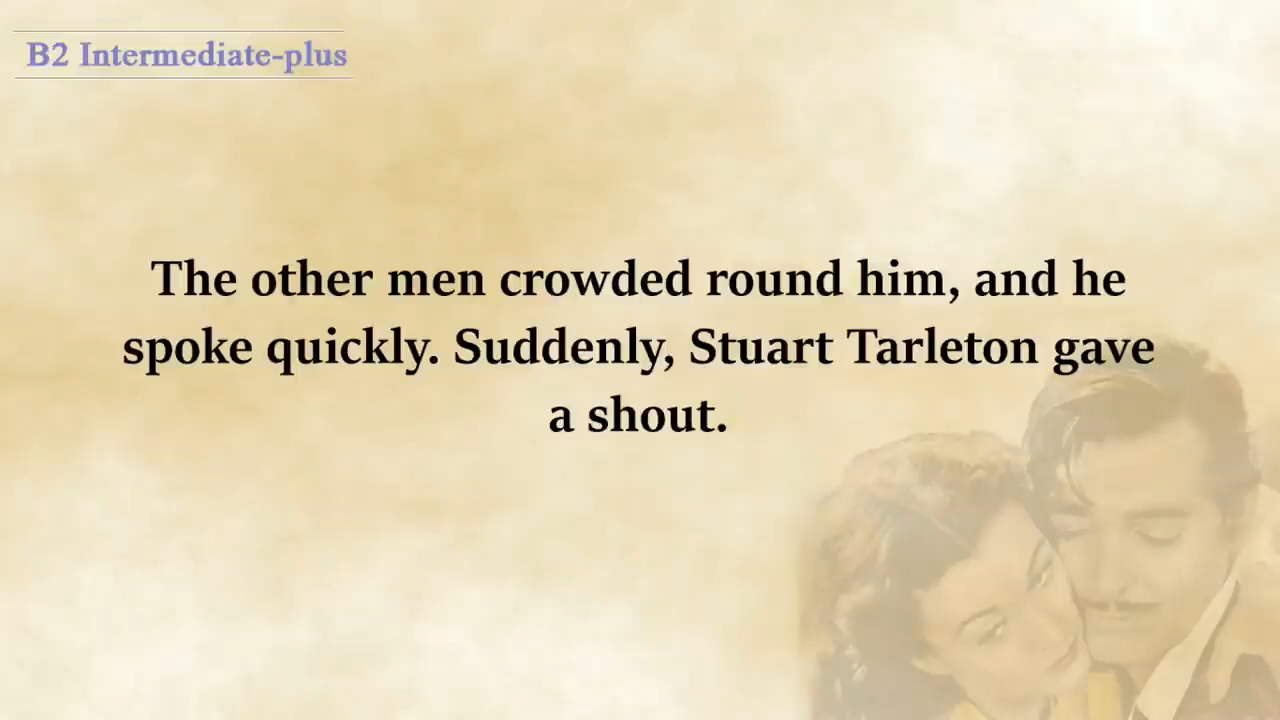 B2 Intermediate-plus
The other men crowded round him, and he
spoke quickly. Suddenly, Stuart Tarleton gave
a shout.